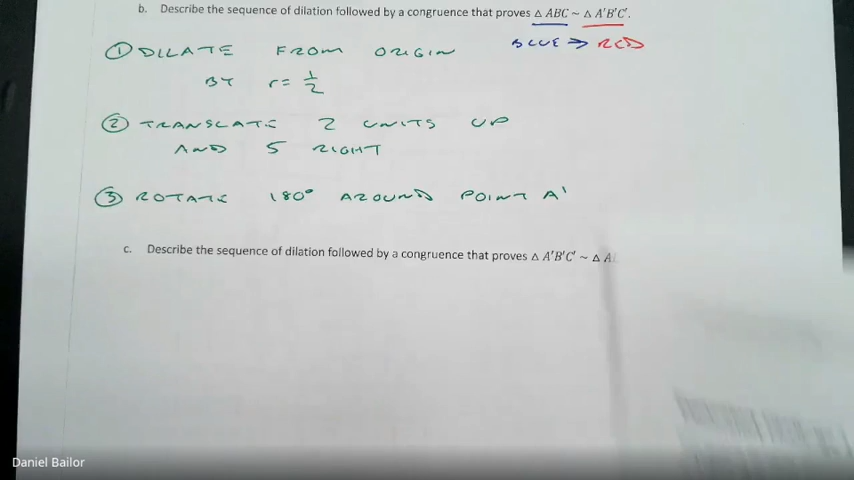 b. Describe the sequence of dilation followed by a congruence that proves △ ABC ~ △ A'B'C'.
BLUE ⇒ RED
① DILATE FROM ORIGIN
BY r = 1/2
② TRANSLATE 2 UNITS UP
AND 5 RIGHT
③ ROTATE 180° AROUND POINT A'
c. Describe the sequence of dilation followed by a congruence that proves △ A'B'C' ~ △ A
Daniel Bailor